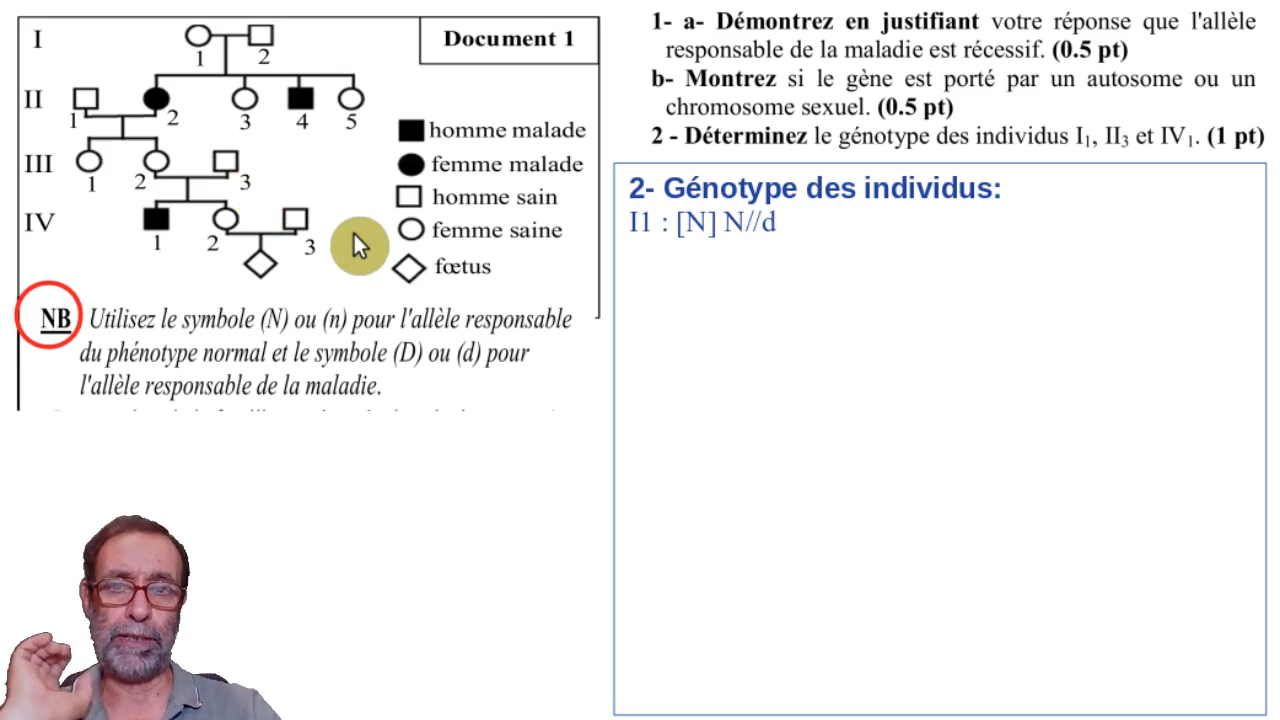 I
1
2
Document 1
II
1
2
3
4
5
III
1
2
3
IV
1
2
3
homme malade
femme malade
homme sain
femme saine
fœtus
NB Utilisez le symbole (N) ou (n) pour l'allèle responsable
du phénotype normal et le symbole (D) ou (d) pour
l'allèle responsable de la maladie.
1- a- Démontrez en justifiant votre réponse que l'allèle
responsable de la maladie est récessif. (0.5 pt)
b- Montrez si le gène est porté par un autosome ou un
chromosome sexuel. (0.5 pt)
2 - Déterminez le génotype des individus I₁, II₃ et IV₁. (1 pt)
2- Génotype des individus:
I1 : [N] N//d